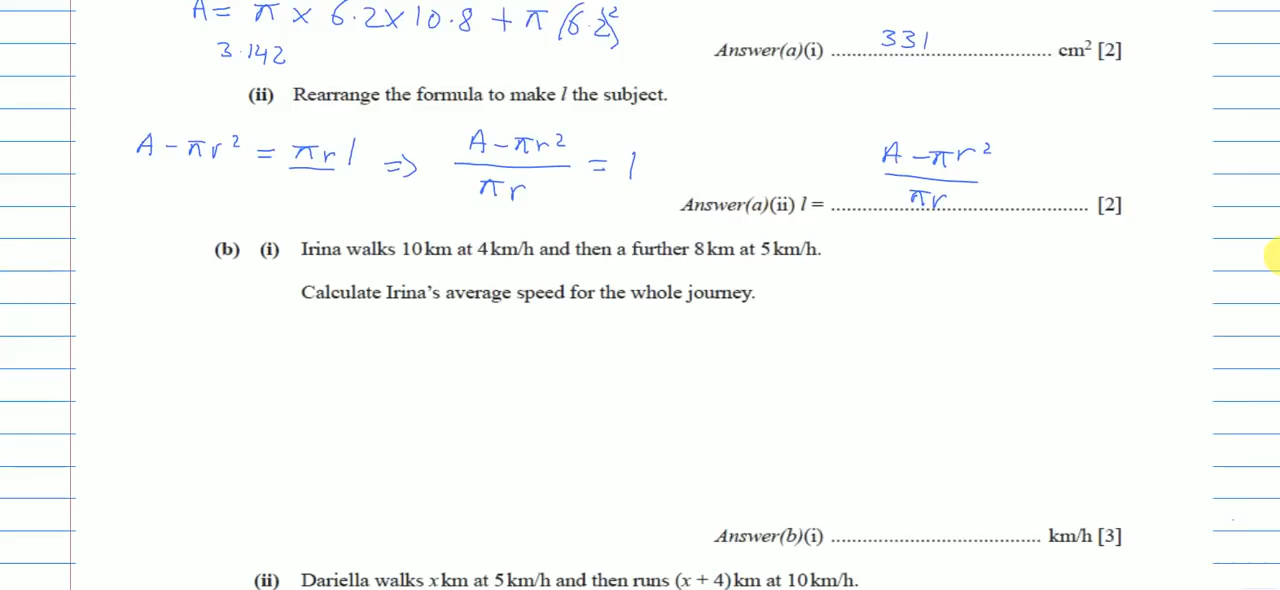 A = π × 6.2 × 10.8 + π (6.2)²
3.142
Answer(a)(i) ..... 331 ..... cm² [2]
(ii) Rearrange the formula to make l the subject.
A − πr² = πr l ⇒ (A − πr²)/(πr) = l
Answer(a)(ii) l = ..... (A − πr²)/(πr) ..... [2]
(b) (i) Irina walks 10 km at 4 km/h and then a further 8 km at 5 km/h.
Calculate Irina's average speed for the whole journey.
Answer(b)(i) ..... km/h [3]
(ii) Dariella walks x km at 5 km/h and then runs (x + 4) km at 10 km/h.